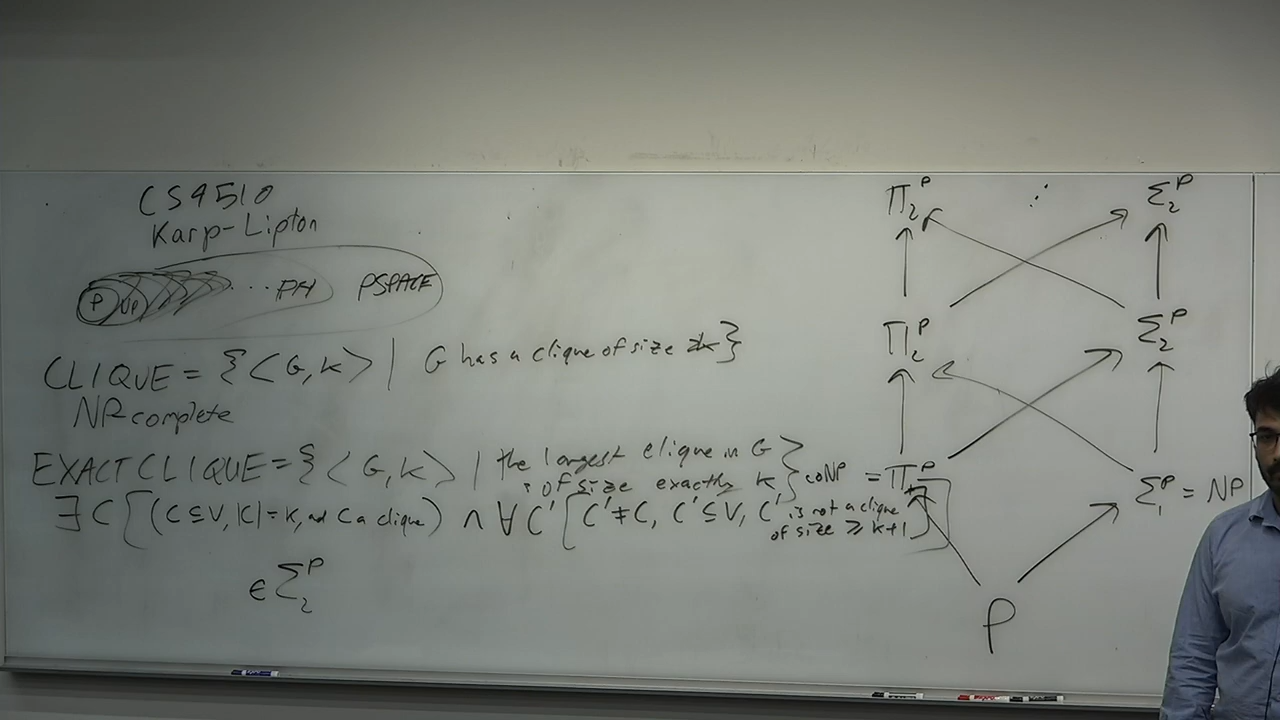 CS4510
Karp-Lipton
P NP ... PH PSPACE
CLIQUE = {<G,K> | G has a clique of size ≥k}
NP complete
EXACTCLIQUE = {<G,K> | the largest clique in G
is of size exactly K}
∃C[(C⊆V, |C|=K, and C a clique) ∧ ∀C'[C'≠C, C'⊆V, C' is not a clique
of size ≥ k+1]]
∈ Σ₂ᴾ
Π₂ᴾ ⋰ Σ₂ᴾ
Π₂ᴾ Σ₂ᴾ
coNP = Π₁ᴾ Σ₁ᴾ = NP
P